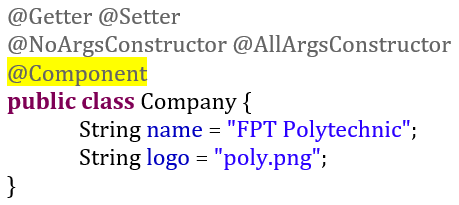 @Getter @Setter
@NoArgsConstructor @AllArgsConstructor
@Component
public class Company {
String name = "FPT Polytechnic";
String logo = "poly.png";
}